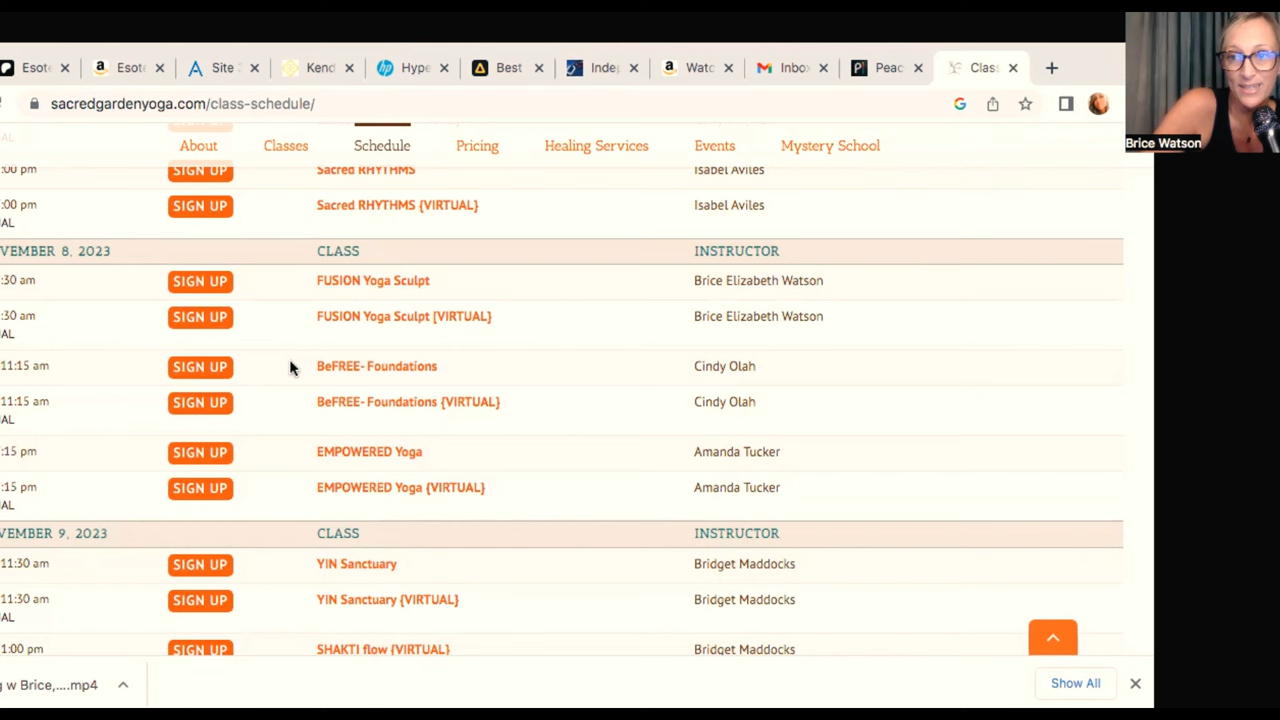 Esot Esot Site Kend Hype Best Inde Watc Inbo Peac Class
sacredgardenyoga.com/class-schedule/
About Classes Schedule Pricing Healing Services Events Mystery School
Brice Watson
:00 pm SIGN UP Sacred RHYTHMS Isabel Aviles
:00 pm SIGN UP Sacred RHYTHMS {VIRTUAL} Isabel Aviles
AL
VEMBER 8, 2023 CLASS INSTRUCTOR
:30 am SIGN UP FUSION Yoga Sculpt Brice Elizabeth Watson
:30 am SIGN UP FUSION Yoga Sculpt [VIRTUAL} Brice Elizabeth Watson
AL
11:15 am SIGN UP BeFREE- Foundations Cindy Olah
11:15 am SIGN UP BeFREE- Foundations {VIRTUAL} Cindy Olah
AL
:15 pm SIGN UP EMPOWERED Yoga Amanda Tucker
:15 pm SIGN UP EMPOWERED Yoga {VIRTUAL} Amanda Tucker
AL
VEMBER 9, 2023 CLASS INSTRUCTOR
11:30 am SIGN UP YIN Sanctuary Bridget Maddocks
11:30 am SIGN UP YIN Sanctuary {VIRTUAL} Bridget Maddocks
AL
1:00 pm SIGN UP SHAKTI flow {VIRTUAL} Bridget Maddocks
g w Brice,....mp4 Show All